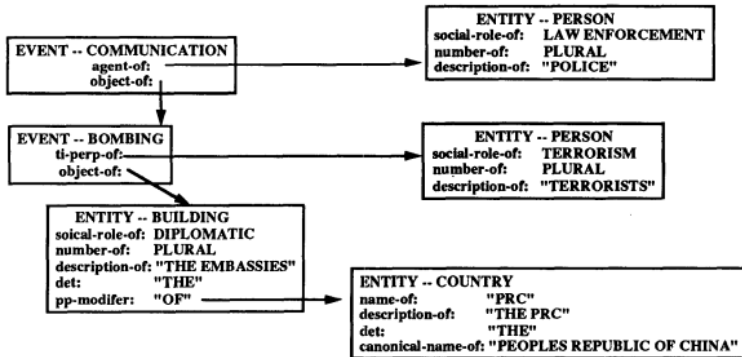 EVENT -- COMMUNICATION
agent-of:
object-of:
ENTITY -- PERSON
social-role-of: LAW ENFORCEMENT
number-of: PLURAL
description-of: "POLICE"
EVENT -- BOMBING
ti-perp-of:
object-of:
ENTITY -- PERSON
social-role-of: TERRORISM
number-of: PLURAL
description-of: "TERRORISTS"
ENTITY -- BUILDING
soical-role-of: DIPLOMATIC
number-of: PLURAL
description-of: "THE EMBASSIES"
det: "THE"
pp-modifer: "OF"
ENTITY -- COUNTRY
name-of: "PRC"
description-of: "THE PRC"
det: "THE"
canonical-name-of: "PEOPLES REPUBLIC OF CHINA"